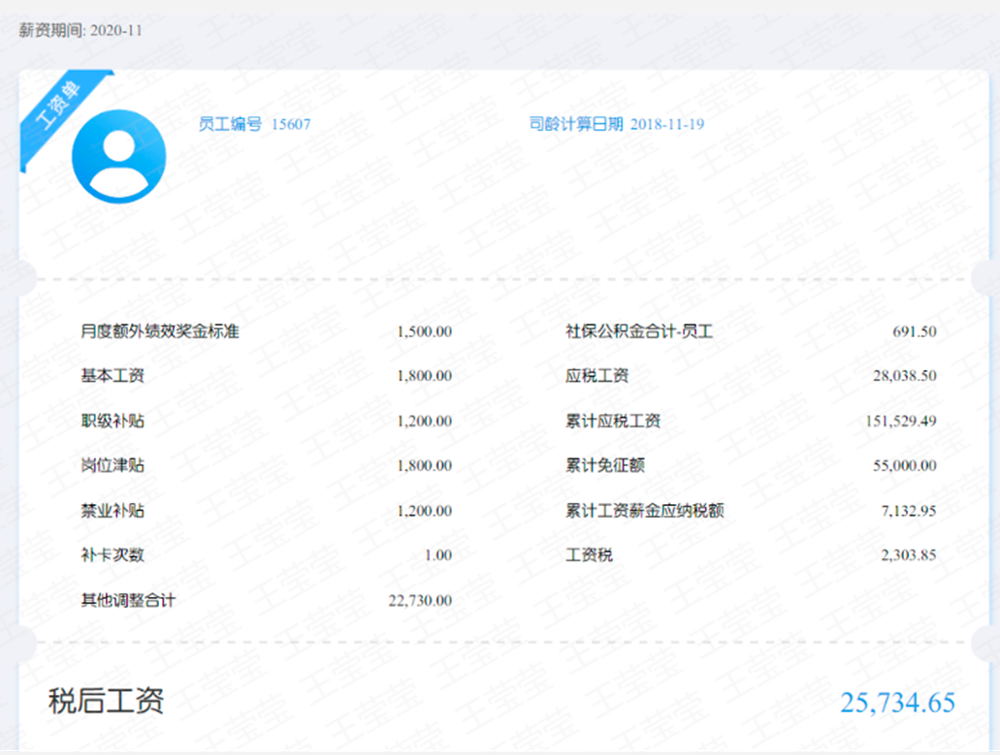 薪资期间: 2020-11
工资单
员工编号 15607 司龄计算日期 2018-11-19
月度额外绩效奖金标准 1,500.00 社保公积金合计-员工 691.50
基本工资 1,800.00 应税工资 28,038.50
职级补贴 1,200.00 累计应税工资 151,529.49
岗位津贴 1,800.00 累计免征额 55,000.00
禁业补贴 1,200.00 累计工资薪金应纳税额 7,132.95
补卡次数 1.00 工资税 2,303.85
其他调整合计 22,730.00
税后工资 25,734.65
王莹莹